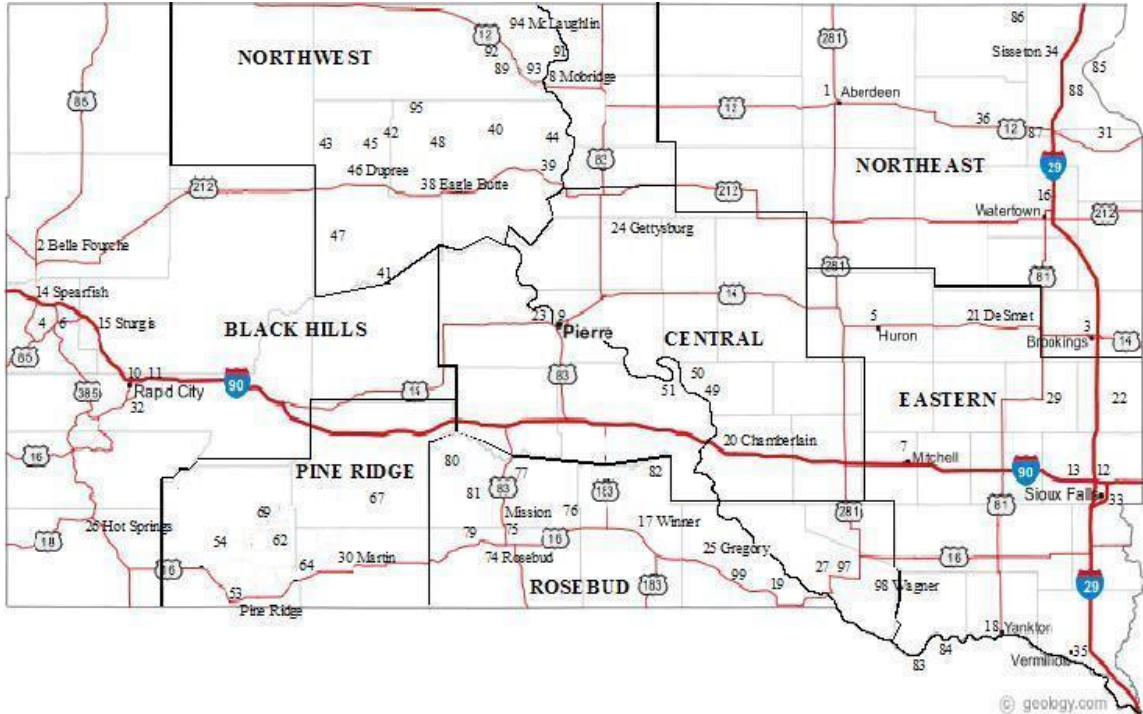 86
94 McLaughlin
281
12
Sisseton 34
92
91
NORTHWEST
89
93
8 Mobridge
85
85
88
95
1
Aberdeen
12
36
12
87
31
43
45
42
48
40
44
46 Dupree
39
83
NORTHEAST
29
38 Eagle Butte
212
212
16
Watertown
212
24 Gettysburg
47
2 Belle Fourche
41
281
81
14 Spearfish
14
23
9
Pierre
4
6
15 Sturgis
BLACK HILLS
CENTRAL
5
Huron
21 DeSmet
3
Brookings
14
85
10
11
Rapid City
90
14
83
50
51
49
385
32
EASTERN
29
22
16
20 Chamberlain
7
Mitchell
90
13
12
PINE RIDGE
80
77
82
Sioux Falls
33
67
81
83
183
69
Mission
76
281
81
26 Hot Springs
18
54
62
79
75
16
17 Winner
16
30 Martin
74 Rosebud
25 Gregory
16
64
99
19
27
97
98 Wagner
53
ROSEBUD
183
29
Pine Ridge
18
Yankton
84
83
Vermillion
35
© geology.com